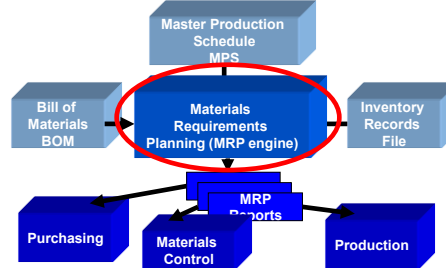 Master Production
Schedule
MPS
Bill of
Materials
BOM
Materials
Requirements
Planning (MRP engine)
Inventory
Records
File
MRP
Reports
Purchasing
Materials
Control
Production